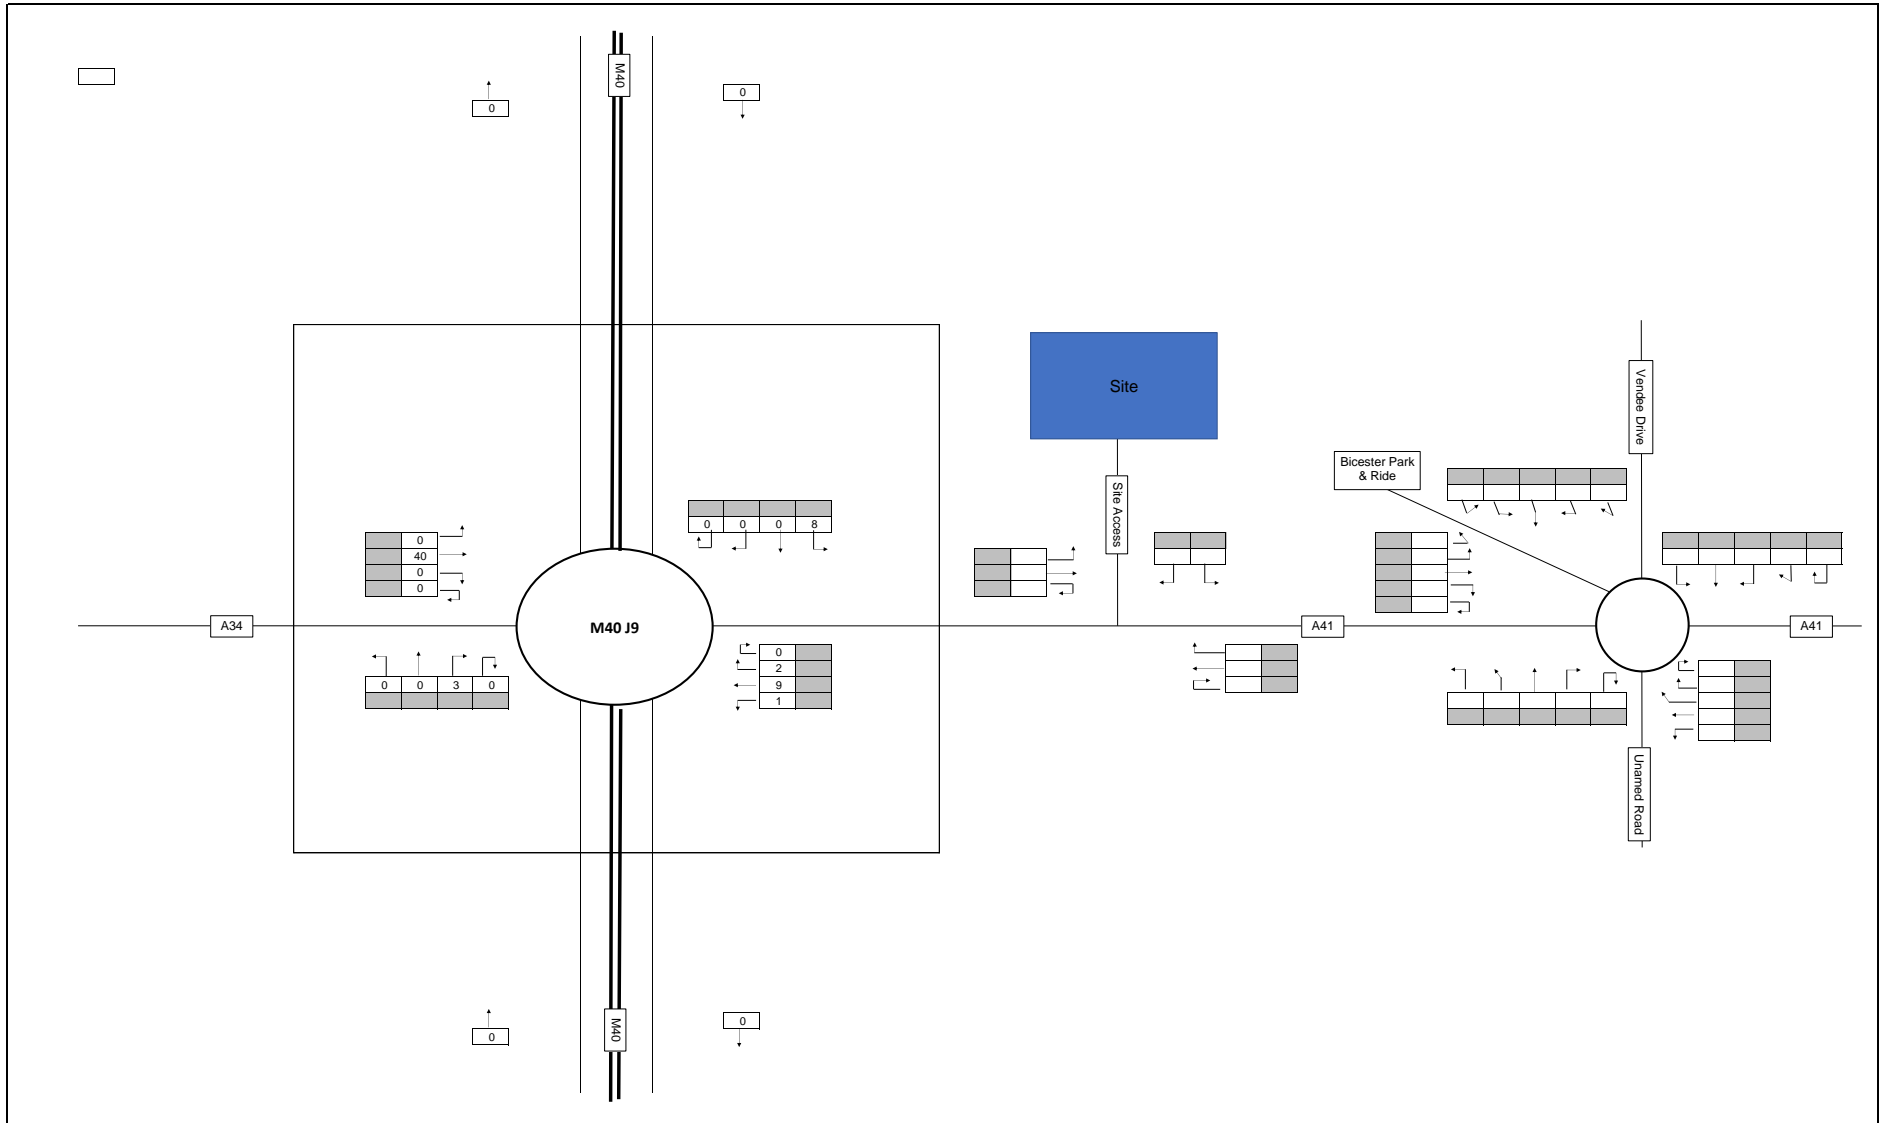 M40
0
0
Site
Vendee Drive
Bicester Park
& Ride
Site Access
0 0 0 8
0
40
0
0
A34
M40 J9
A41
A41
0
2
9
1
0 0 3 0
Unamed Road
M40
0
0